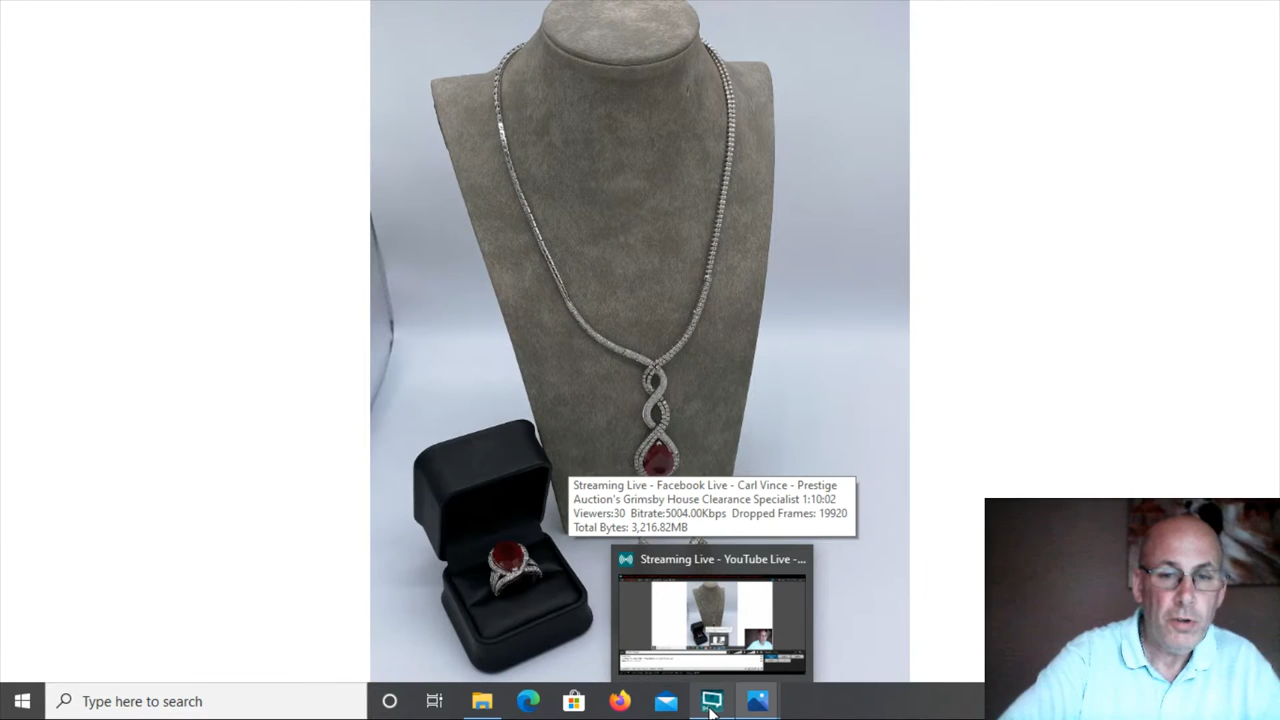 Streaming Live - Facebook Live - Carl Vince - Prestige
Auction's Grimsby House Clearance Specialist 1:10:02
Viewers:30 Bitrate:5004.00Kbps Dropped Frames: 19920
Total Bytes: 3,216.82MB
Streaming Live - YouTube Live -...
Type here to search